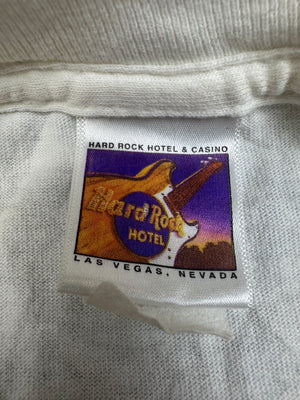 HARD ROCK HOTEL & CASINO
Hard Rock
HOTEL
LAS VEGAS, NEVADA